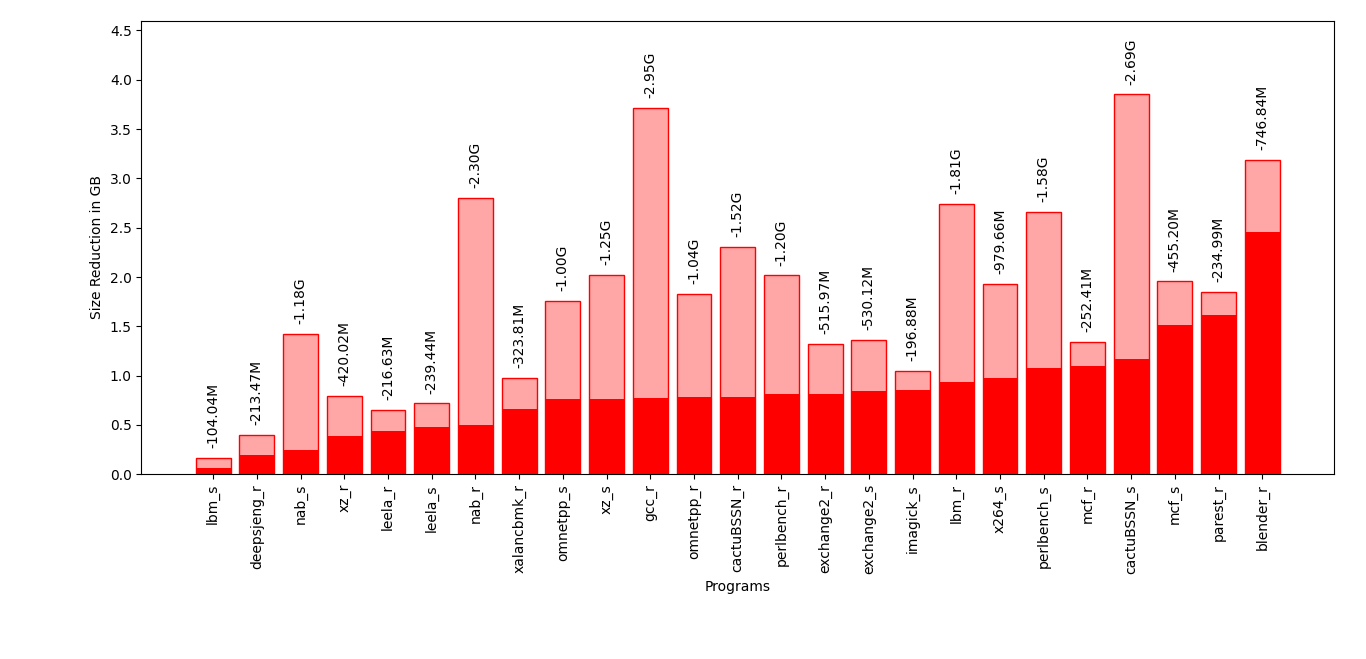 Size Reduction in GB
4.5
4.0
3.5
3.0
2.5
2.0
1.5
1.0
0.5
0.0
-104.04M
-213.47M
-1.18G
-420.02M
-216.63M
-239.44M
-2.30G
-323.81M
-1.00G
-1.25G
-2.95G
-1.04G
-1.52G
-1.20G
-515.97M
-530.12M
-196.88M
-1.81G
-979.66M
-1.58G
-252.41M
-2.69G
-455.20M
-234.99M
-746.84M
lbm_s
deepsjeng_r
nab_s
xz_r
leela_r
leela_s
nab_r
xalancbmk_r
omnetpp_s
xz_s
gcc_r
omnetpp_r
cactuBSSN_r
perlbench_r
exchange2_r
exchange2_s
imagick_s
lbm_r
x264_s
perlbench_s
mcf_r
cactuBSSN_s
mcf_s
parest_r
blender_r
Programs